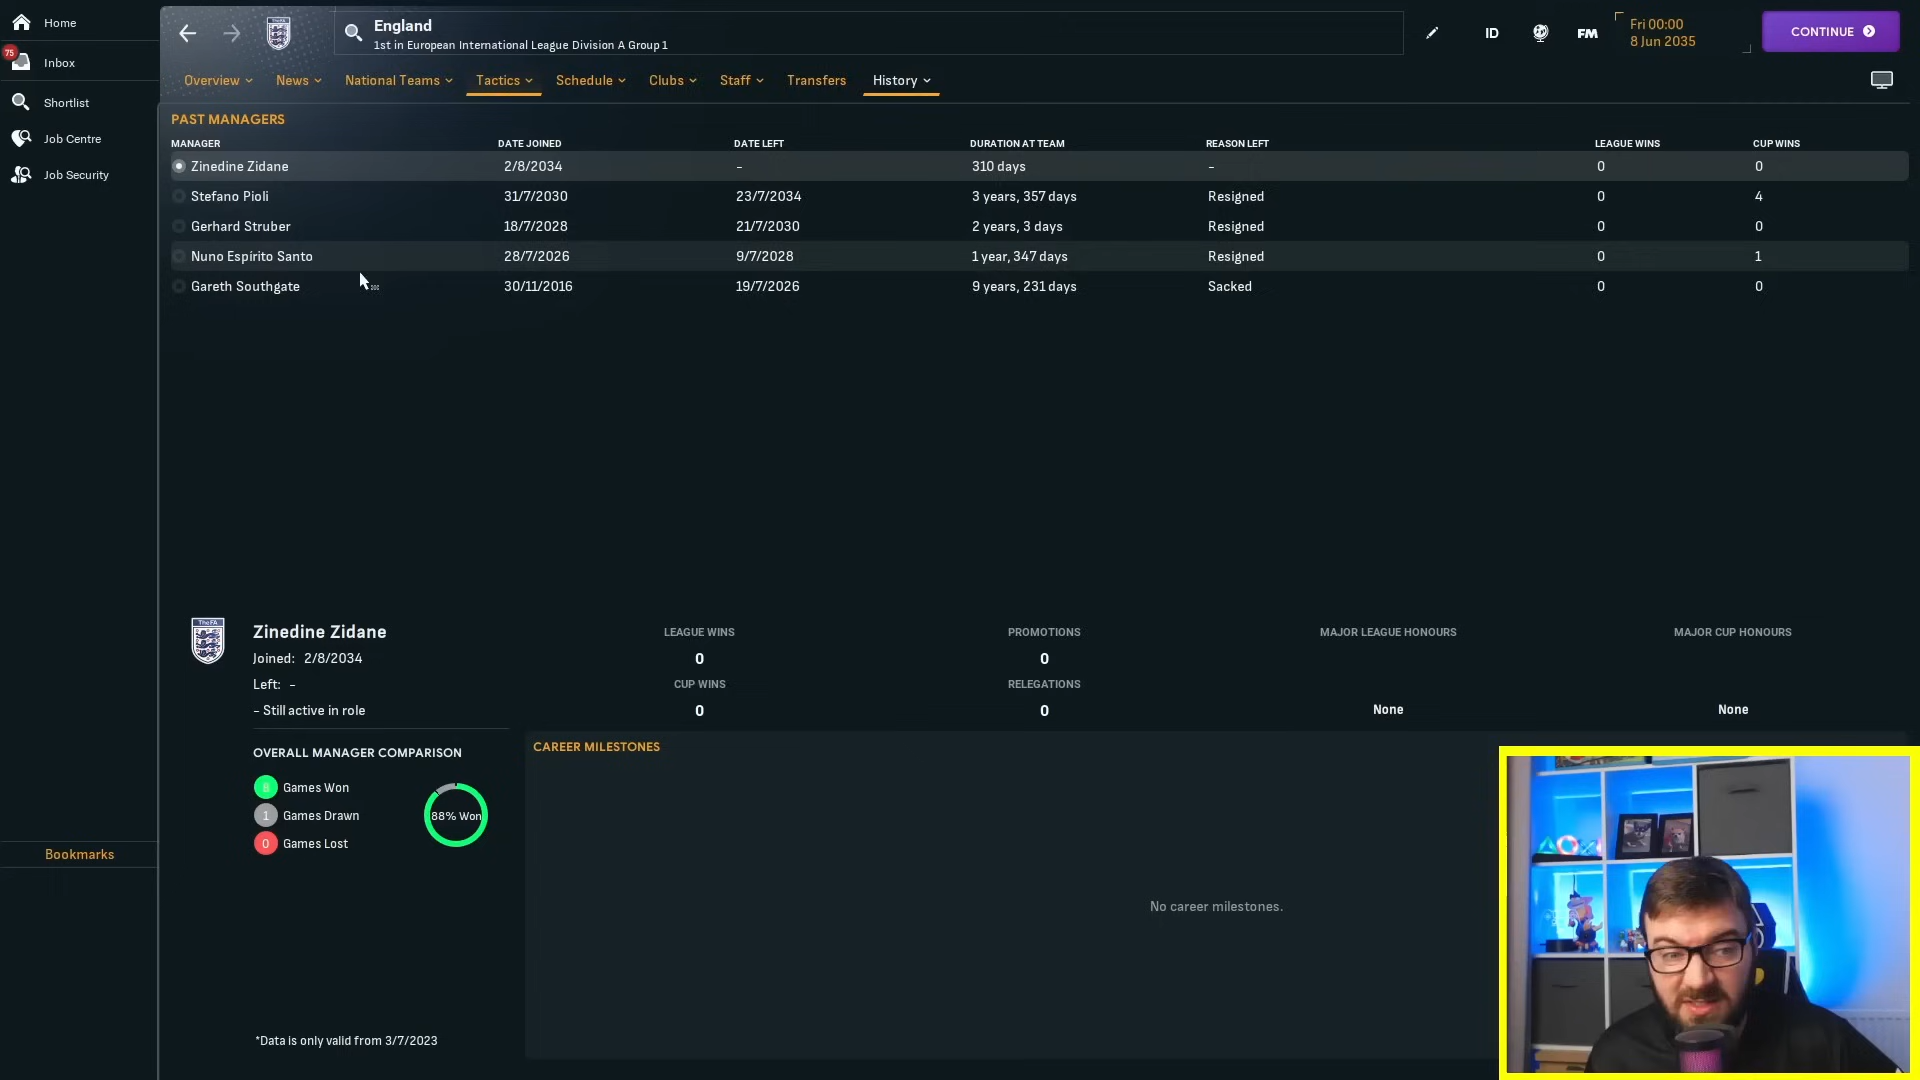 Home
75
Inbox
Shortlist
Job Centre
Job Security
Bookmarks
England
1st in European International League Division A Group 1
ID
FM
Fri 00:00
8 Jun 2035
CONTINUE
Overview News National Teams Tactics Schedule Clubs Staff Transfers History
PAST MANAGERS
MANAGER DATE JOINED DATE LEFT DURATION AT TEAM REASON LEFT LEAGUE WINS CUP WINS
Zinedine Zidane 2/8/2034 - 310 days - 0 0
Stefano Pioli 31/7/2030 23/7/2034 3 years, 357 days Resigned 0 4
Gerhard Struber 18/7/2028 21/7/2030 2 years, 3 days Resigned 0 0
Nuno Espírito Santo 28/7/2026 9/7/2028 1 year, 347 days Resigned 0 1
Gareth Southgate 30/11/2016 19/7/2026 9 years, 231 days Sacked 0 0
The FA
Zinedine Zidane
Joined: 2/8/2034
Left: -
- Still active in role
LEAGUE WINS
0
CUP WINS
0
PROMOTIONS
0
RELEGATIONS
0
MAJOR LEAGUE HONOURS
None
MAJOR CUP HONOURS
None
OVERALL MANAGER COMPARISON
Games Won
1 Games Drawn
0 Games Lost
88% Won
CAREER MILESTONES
No career milestones.
*Data is only valid from 3/7/2023